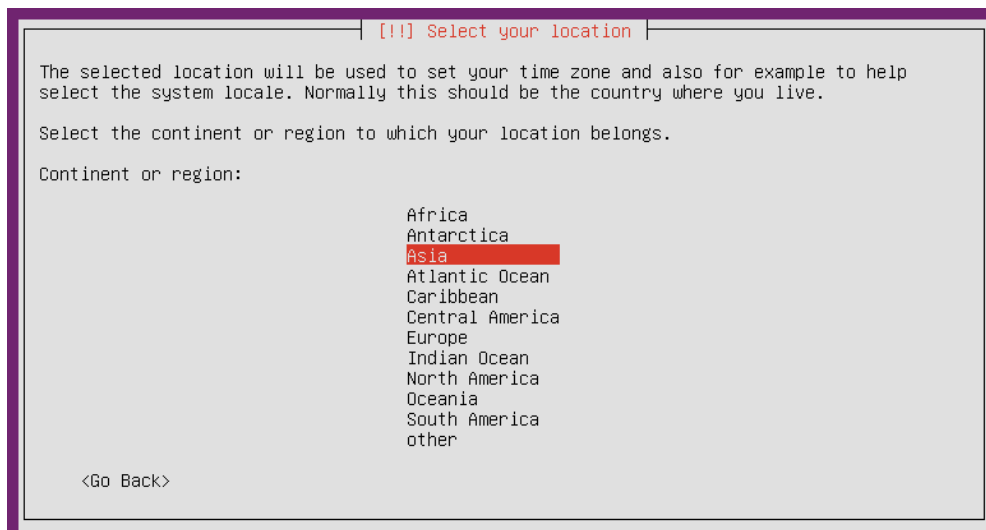 [!!] Select your location
The selected location will be used to set your time zone and also for example to help
select the system locale. Normally this should be the country where you live.
Select the continent or region to which your location belongs.
Continent or region:
Africa
Antarctica
Asia
Atlantic Ocean
Caribbean
Central America
Europe
Indian Ocean
North America
Oceania
South America
other
<Go Back>